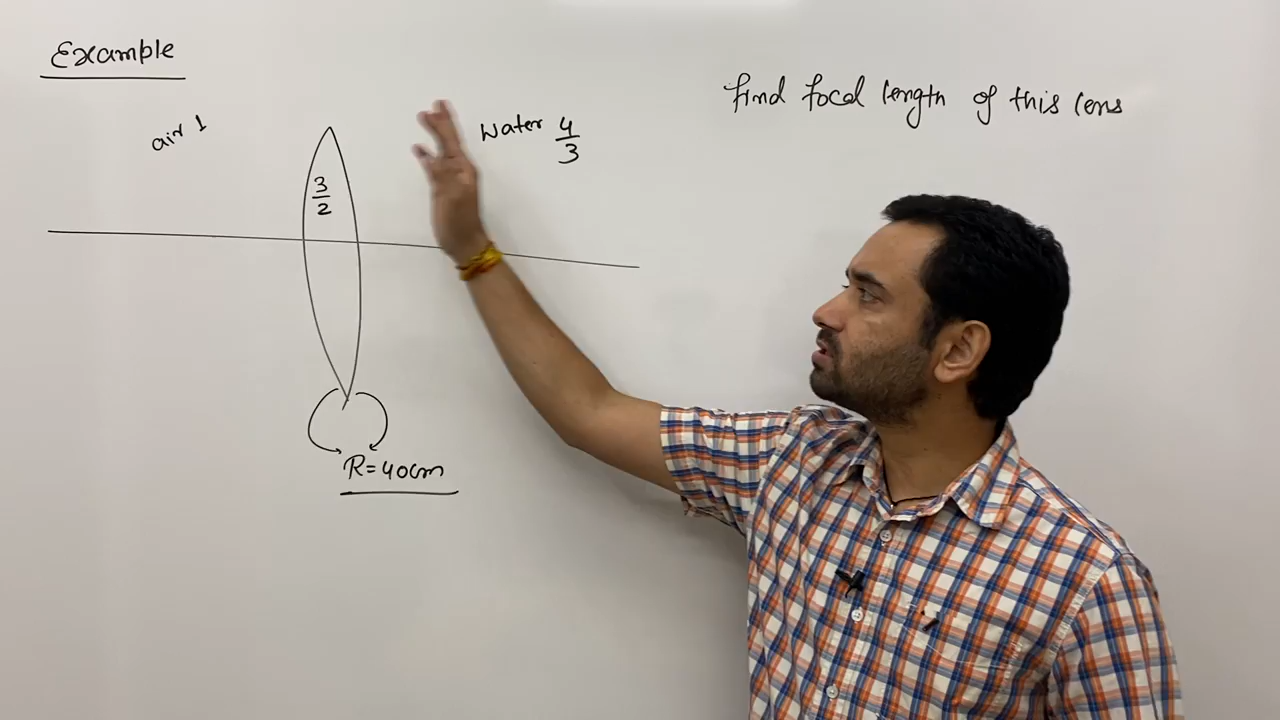 Example
find focal length of this lens
air 1
Water 4/3
3/2
R=40cm